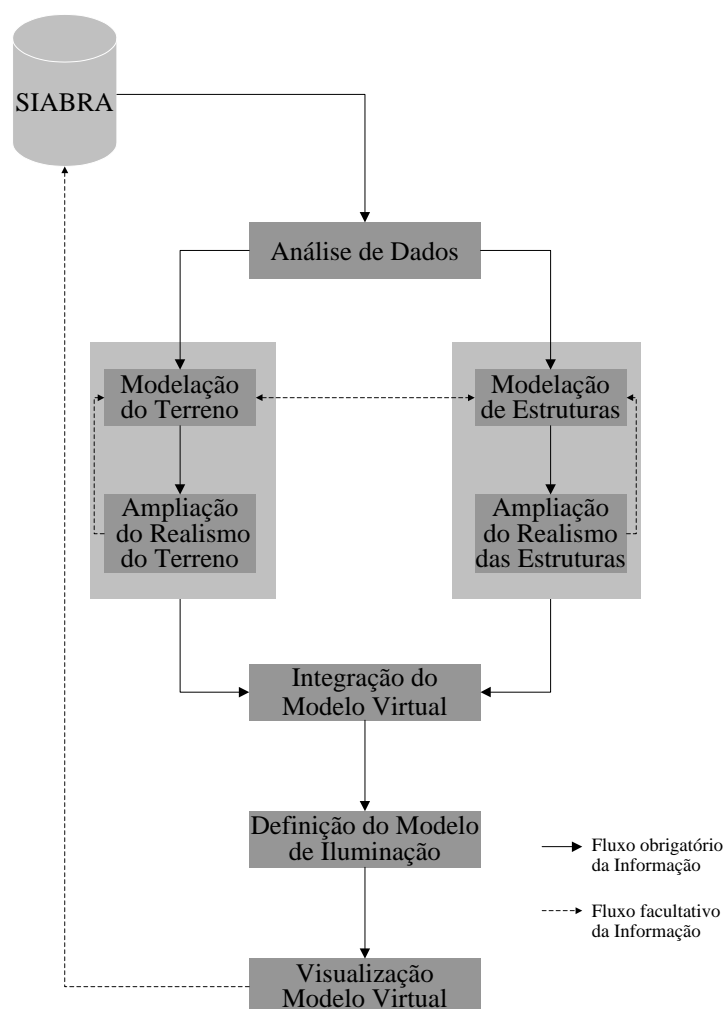 SIABRA
Análise de Dados
Modelação
do Terreno
Modelação
de Estruturas
Ampliação
do Realismo
do Terreno
Ampliação
do Realismo
das Estruturas
Integração do
Modelo Virtual
Definição do Modelo
de Iluminação
Fluxo obrigatório
da Informação
Fluxo facultativo
da Informação
Visualização
Modelo Virtual